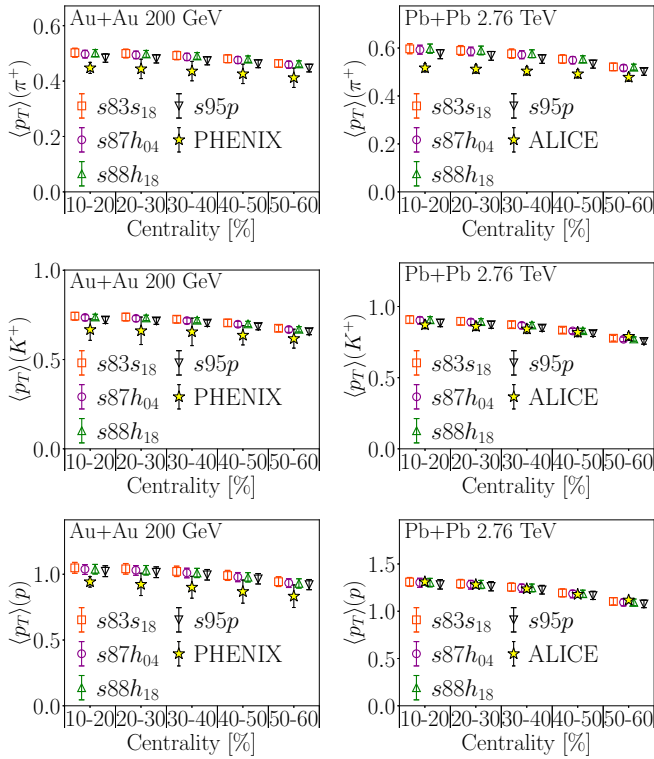 Au+Au 200 GeV
⟨p_T⟩(π⁺)
0.6
0.4
0.2
0.0
s83s₁₈
s87h₀₄
s88h₁₈
s95p
PHENIX
10-20 20-30 30-40 40-50 50-60
Centrality [%]
Pb+Pb 2.76 TeV
⟨p_T⟩(π⁺)
0.6
0.4
0.2
0.0
s83s₁₈
s87h₀₄
s88h₁₈
s95p
ALICE
10-20 20-30 30-40 40-50 50-60
Centrality [%]
Au+Au 200 GeV
⟨p_T⟩(K⁺)
1.0
0.5
0.0
s83s₁₈
s87h₀₄
s88h₁₈
s95p
PHENIX
10-20 20-30 30-40 40-50 50-60
Centrality [%]
Pb+Pb 2.76 TeV
⟨p_T⟩(K⁺)
1.0
0.5
0.0
s83s₁₈
s87h₀₄
s88h₁₈
s95p
ALICE
10-20 20-30 30-40 40-50 50-60
Centrality [%]
Au+Au 200 GeV
⟨p_T⟩(p)
1.0
0.5
0.0
s83s₁₈
s87h₀₄
s88h₁₈
s95p
PHENIX
10-20 20-30 30-40 40-50 50-60
Centrality [%]
Pb+Pb 2.76 TeV
⟨p_T⟩(p)
1.5
1.0
0.5
0.0
s83s₁₈
s87h₀₄
s88h₁₈
s95p
ALICE
10-20 20-30 30-40 40-50 50-60
Centrality [%]